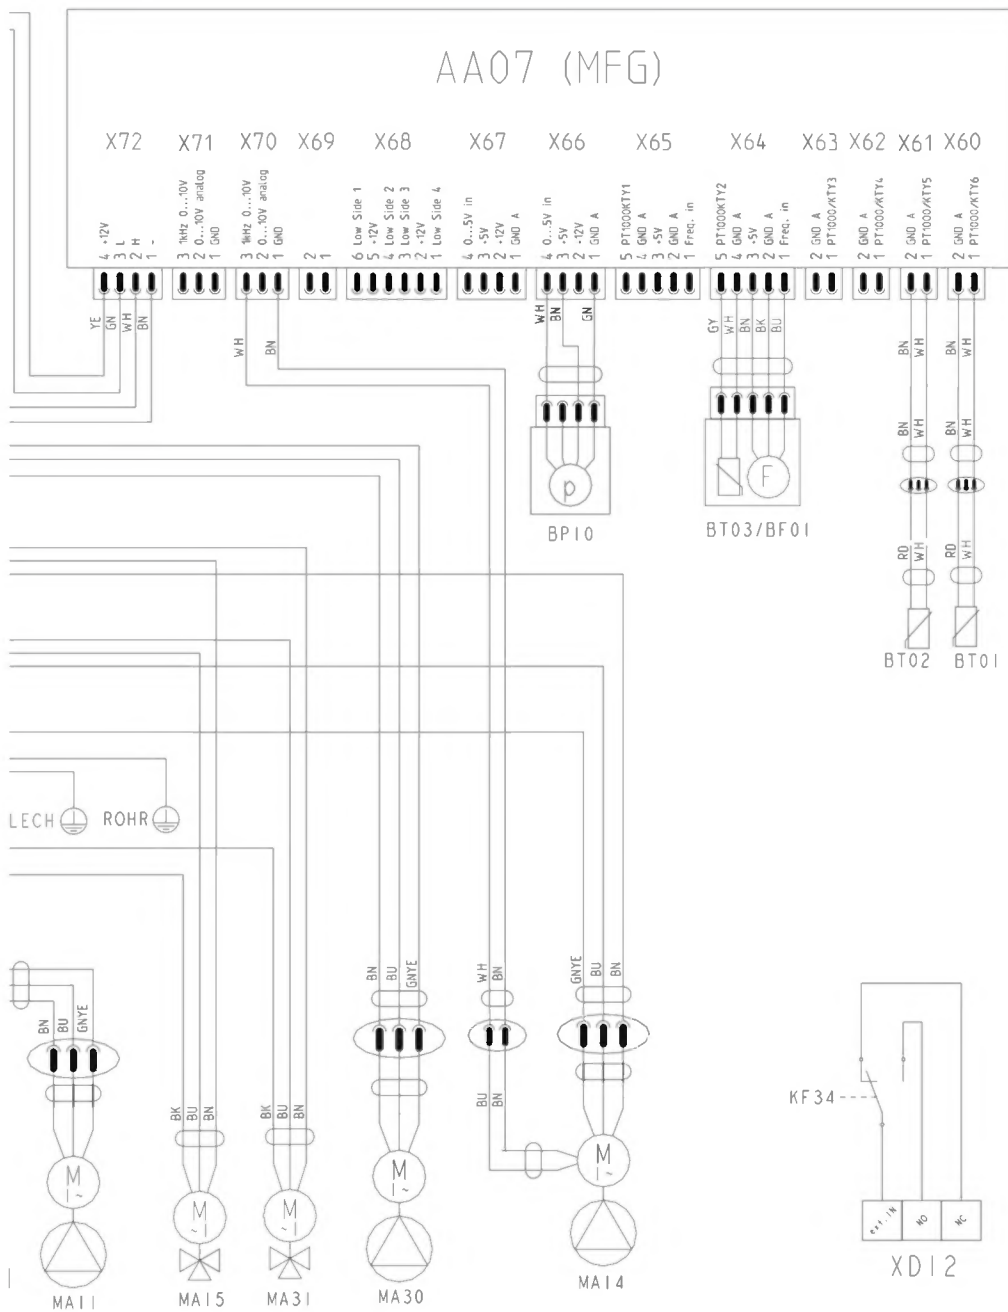 AA07 (MFG)
X72 X71 X70 X69 X68 X67 X66 X65 X64 X63 X62 X61 X60
4 +12V
3 L
2 H
1 -
3 1kHz 0...10V
2 0...10V analog
1 GND
3 1kHz 0...10V
2 0...10V analog
1 GND
2
1
6 Low Side 1
5 +12V
4 Low Side 2
3 Low Side 3
2 +12V
1 Low Side 4
4 0...5V in
3 +5V
2 +12V
1 GND A
4 0...5V in
3 +5V
2 +12V
1 GND A
5 PT1000KTY1
4 GND A
3 +5V
2 GND A
1 Freq. in
5 PT1000KTY2
4 GND A
3 +5V
2 GND A
1 Freq. in
2 GND A
1 PT1000/KTY3
2 GND A
1 PT1000/KTY4
2 GND A
1 PT1000/KTY5
2 GND A
1 PT1000/KTY6
YE GN WH BN
WH BN
WH BN GN
GY WH BN BK BU
BN WH BN WH
BN WH BN WH
p
F
BP10
BT03/BF01
RD WH RD WH
BT02 BT01
LECH
ROHR
BN BU GNYE
WH BN
GNYE BU BN
BN BU GNYE
BU BN
BK BU BN
BK BU BN
KF34
M
1~
M
1~
M
1~
M
~1
M
~1
ext.IN NO NC
XD12
MA11 MA15 MA31 MA30 MA14